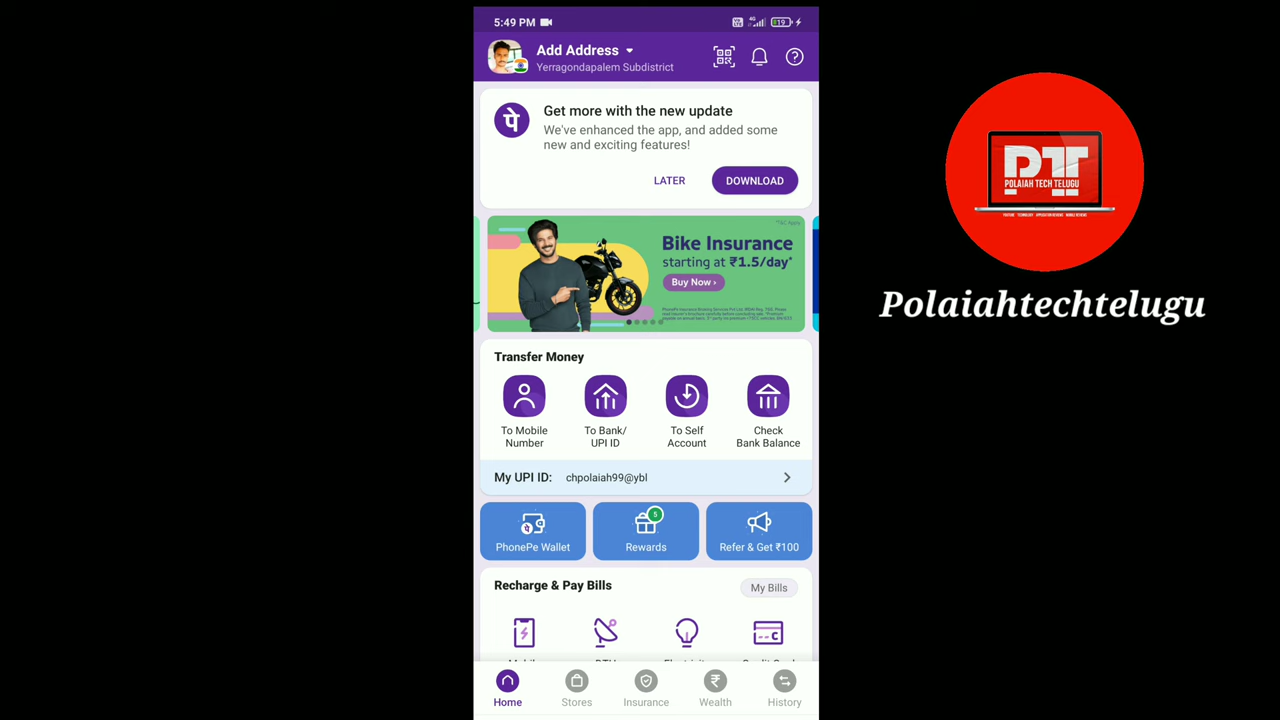 5:49 PM
19
Add Address
Yerragondapalem Subdistrict
पे
Get more with the new update
We've enhanced the app, and added some
new and exciting features!
LATER
DOWNLOAD
Bike Insurance
starting at ₹1.5/day*
Buy Now ›
Transfer Money
To Mobile
Number
To Bank/
UPI ID
To Self
Account
Check
Bank Balance
My UPI ID: chpolaiah99@ybl
5
PhonePe Wallet
Rewards
Refer & Get ₹100
Recharge & Pay Bills
My Bills
Home
Stores
Insurance
Wealth
History
PTT
POLAIAH TECH TELUGU
Polaiahtechtelugu